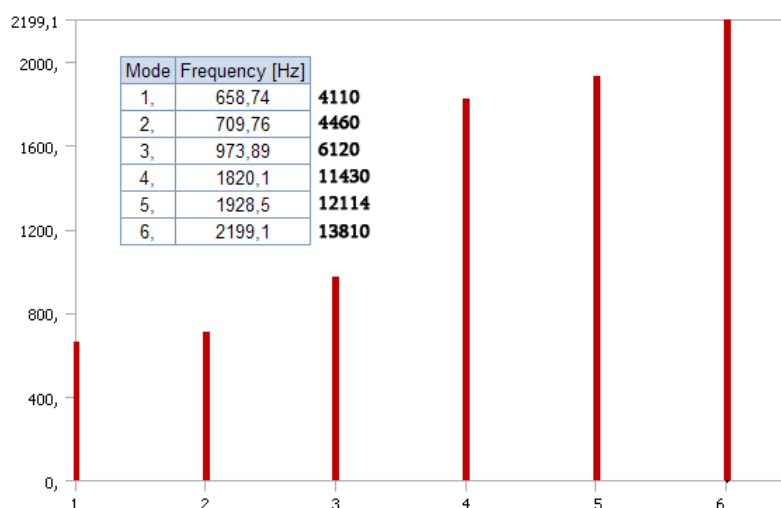 2199,1
2000,
1600,
1200,
800,
400,
0,
Mode Frequency [Hz]
1, 658,74 4110
2, 709,76 4460
3, 973,89 6120
4, 1820,1 11430
5, 1928,5 12114
6, 2199,1 13810
1 2 3 4 5 6